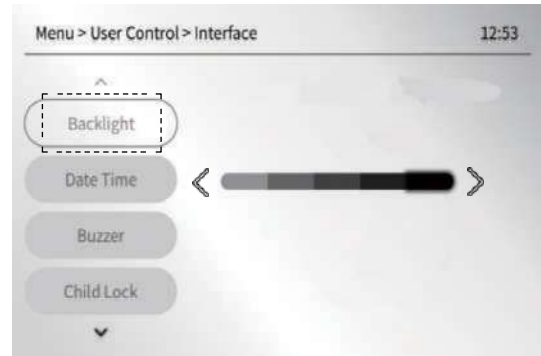 Menu > User Control > Interface 12:53
Backlight
Date Time
Buzzer
Child Lock